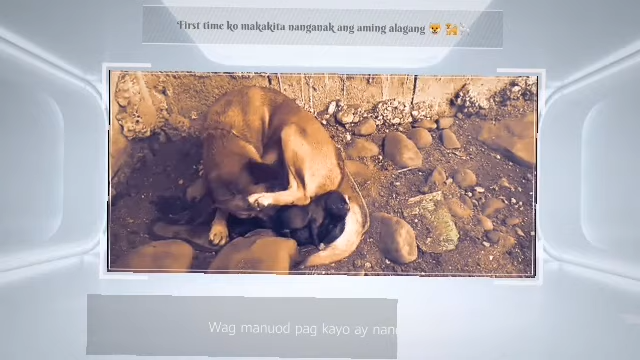 First time ko makakita nanganak ang aming alagang 🐯 🐕
Wag manuod pag kayo ay nan